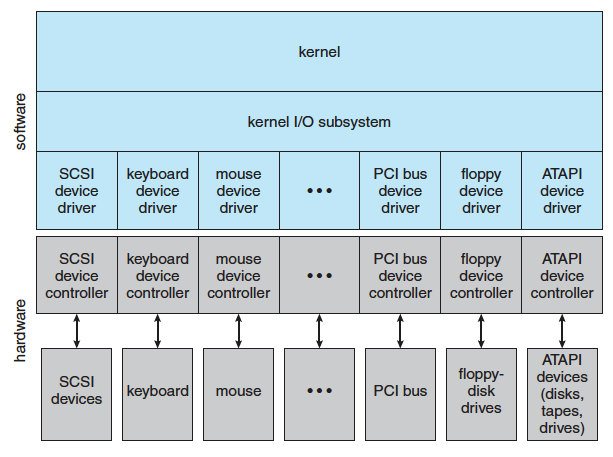 software
kernel
kernel I/O subsystem
SCSI
device
driver
keyboard
device
driver
mouse
device
driver
•••
PCI bus
device
driver
floppy
device
driver
ATAPI
device
driver
hardware
SCSI
device
controller
keyboard
device
controller
mouse
device
controller
•••
PCI bus
device
controller
floppy
device
controller
ATAPI
device
controller
SCSI
devices
keyboard
mouse
•••
PCI bus
floppy-
disk
drives
ATAPI
devices
(disks,
tapes,
drives)